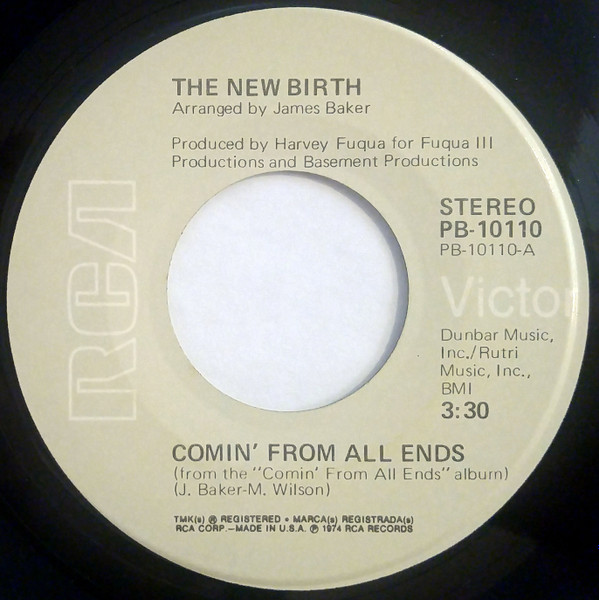 THE NEW BIRTH
Arranged by James Baker
Produced by Harvey Fuqua for Fuqua III
Productions and Basement Productions
RCA
STEREO
PB-10110
PB-10110-A
Victor
Dunbar Music,
Inc./Rutri
Music, Inc.,
BMI
3:30
COMIN' FROM ALL ENDS
(from the "Comin' From All Ends" album)
(J. Baker-M. Wilson)
TMK(s) ® REGISTERED • MARCA(s) REGISTRADA(s)
RCA CORP.—MADE IN U.S.A. ℗ 1974 RCA RECORDS